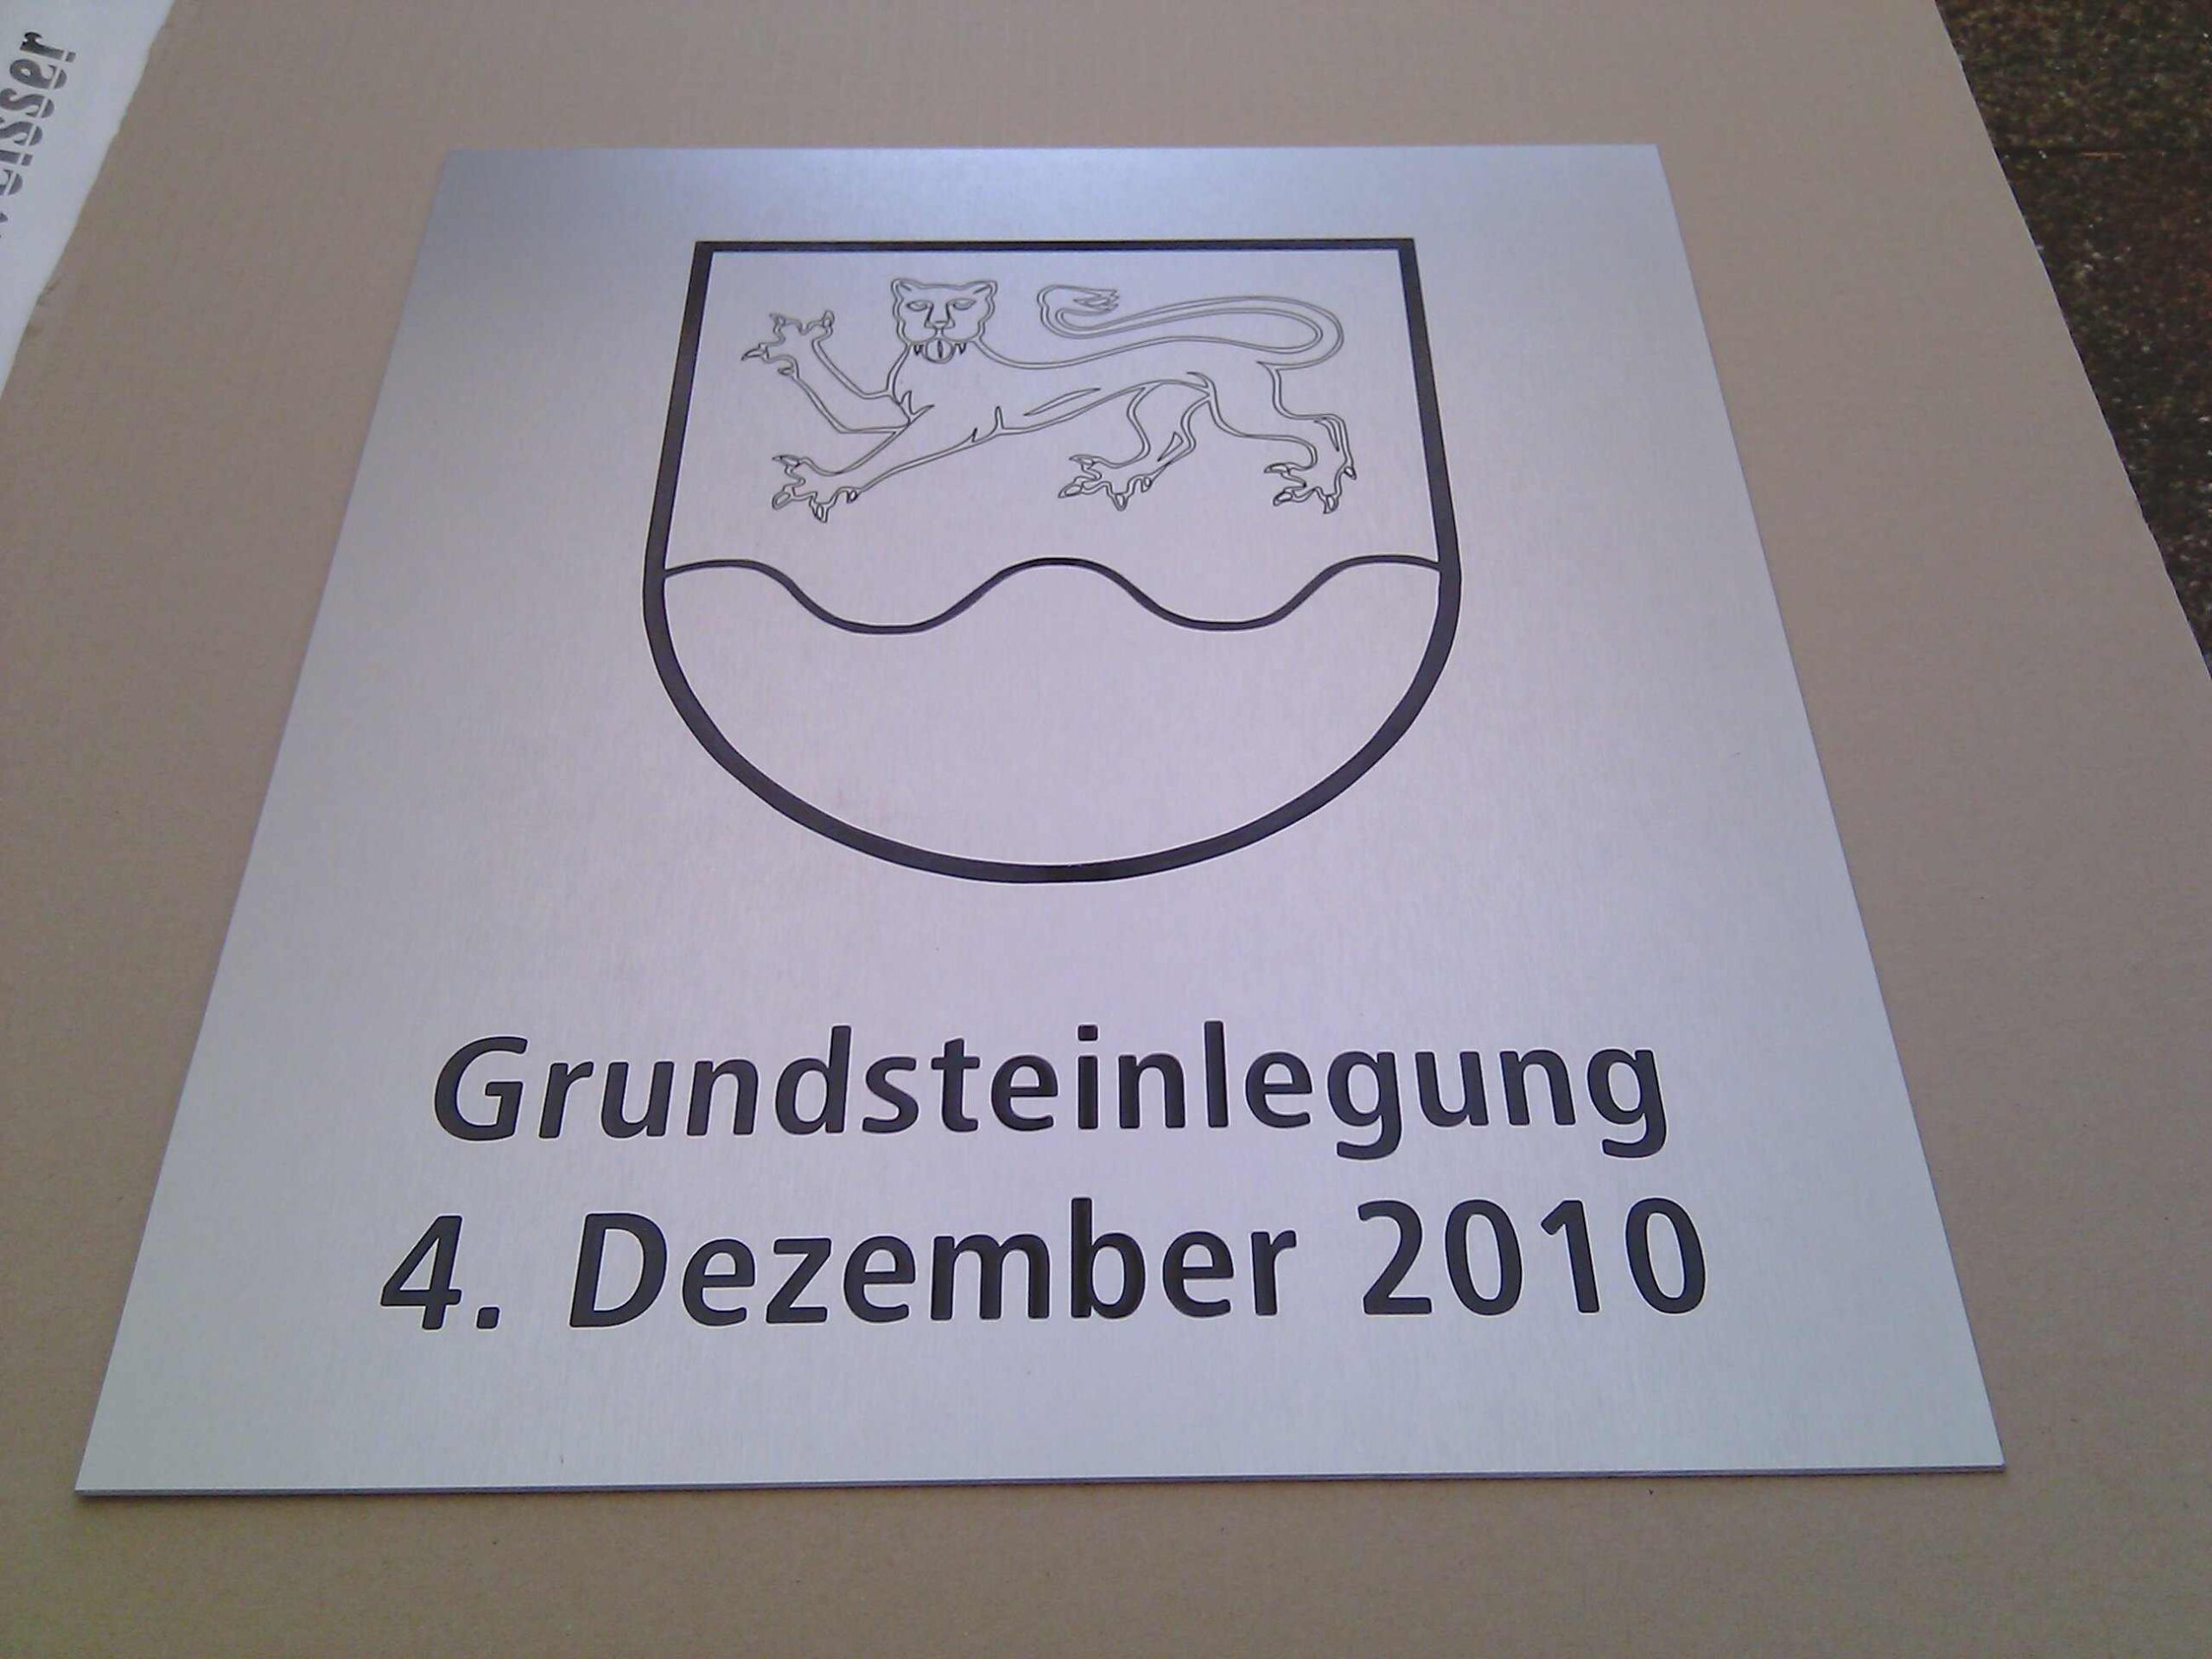 Grundsteinlegung
4. Dezember 2010